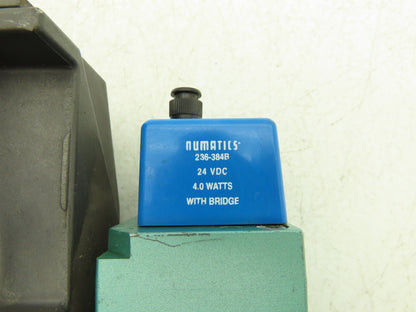 numatics
236-384B
24 VDC
4.0 WATTS
WITH BRIDGE